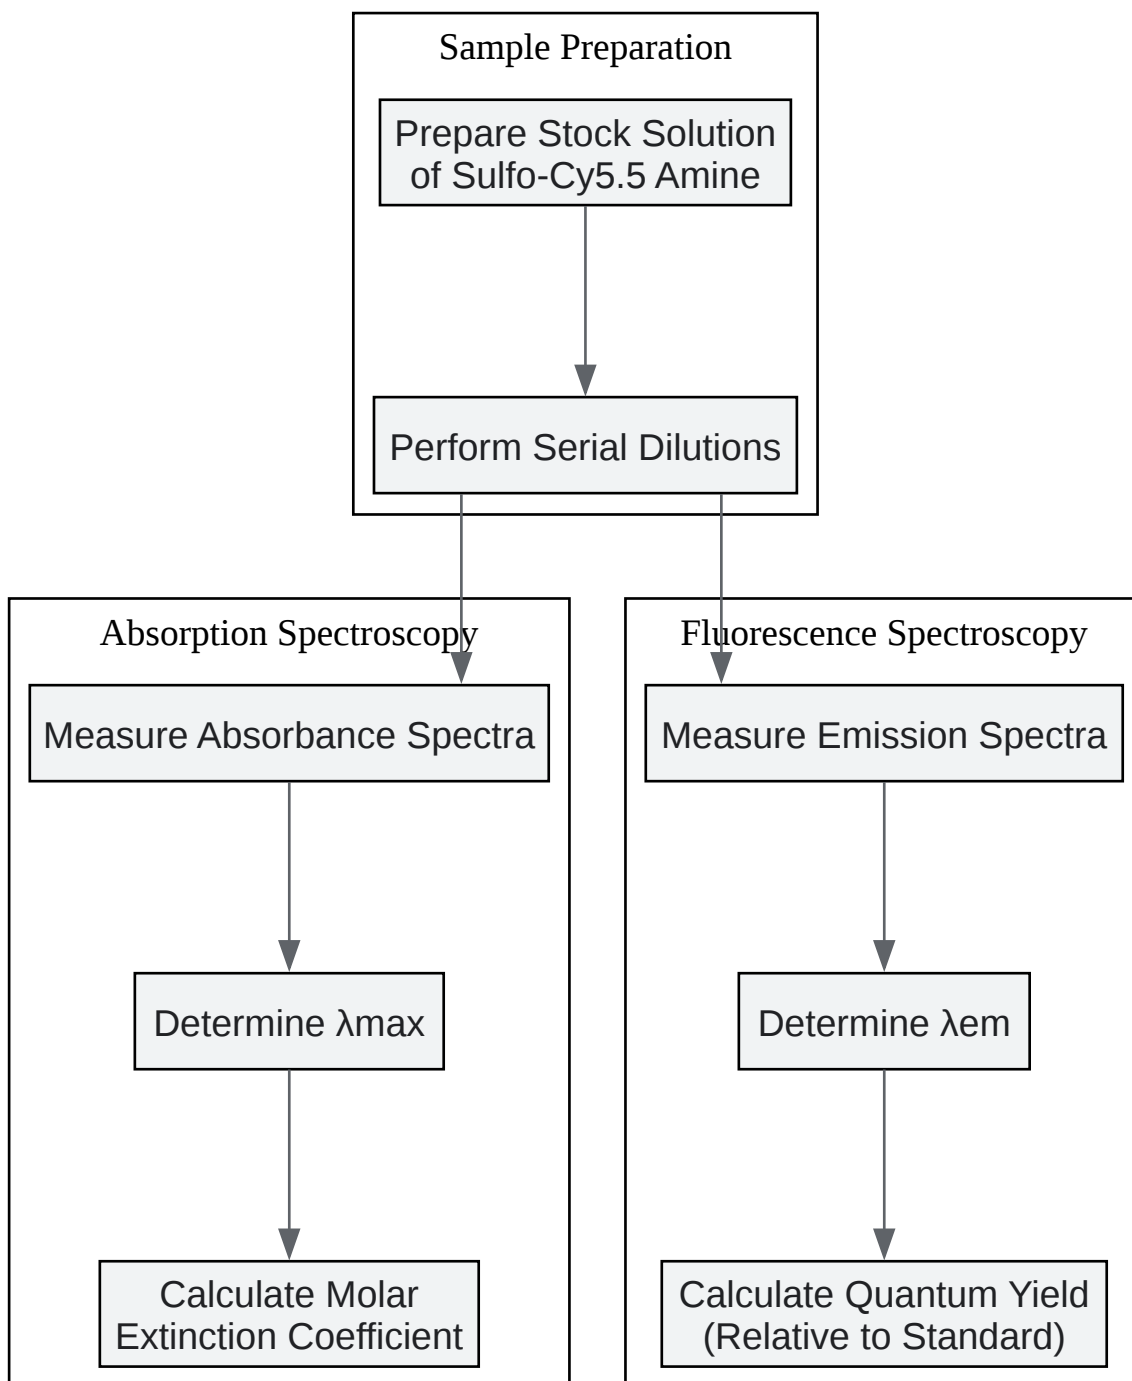 Sample Preparation
Prepare Stock Solution
of Sulfo-Cy5.5 Amine
Perform Serial Dilutions
Absorption Spectroscopy
Measure Absorbance Spectra
Determine λmax
Calculate Molar
Extinction Coefficient
Fluorescence Spectroscopy
Measure Emission Spectra
Determine λem
Calculate Quantum Yield
(Relative to Standard)